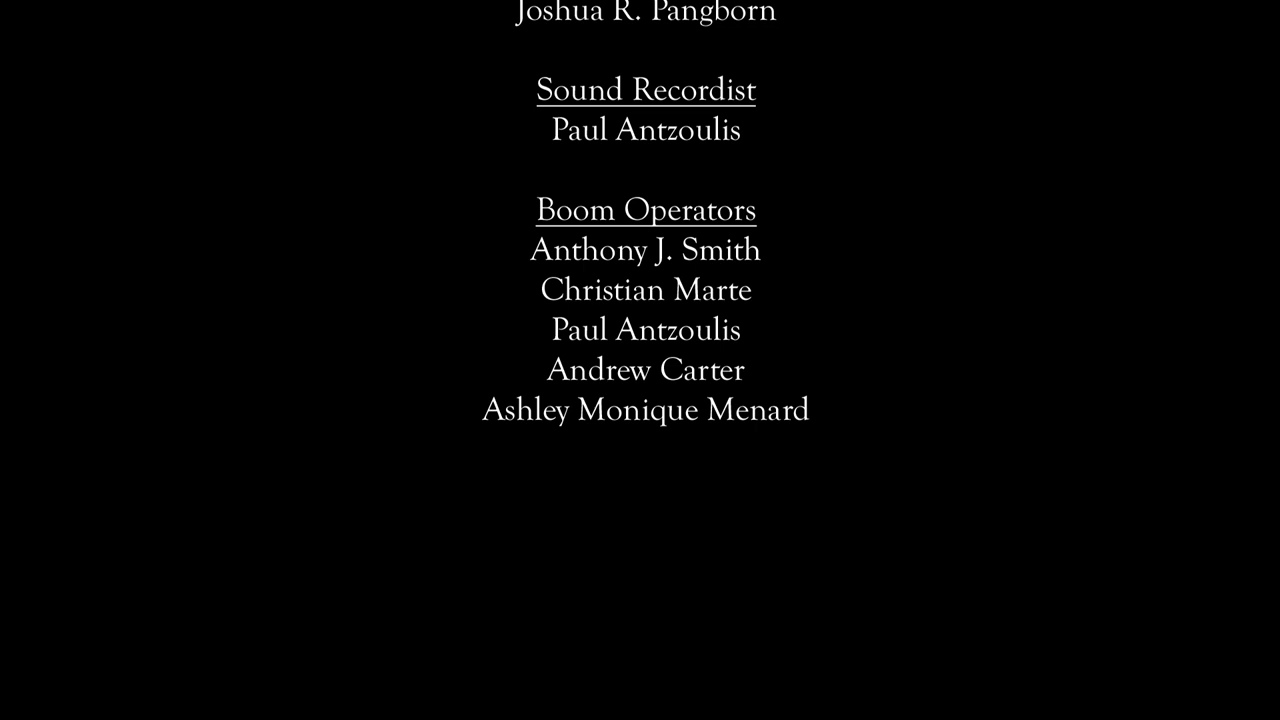 Joshua R. Pangborn
Sound Recordist
Paul Antzoulis
Boom Operators
Anthony J. Smith
Christian Marte
Paul Antzoulis
Andrew Carter
Ashley Monique Menard